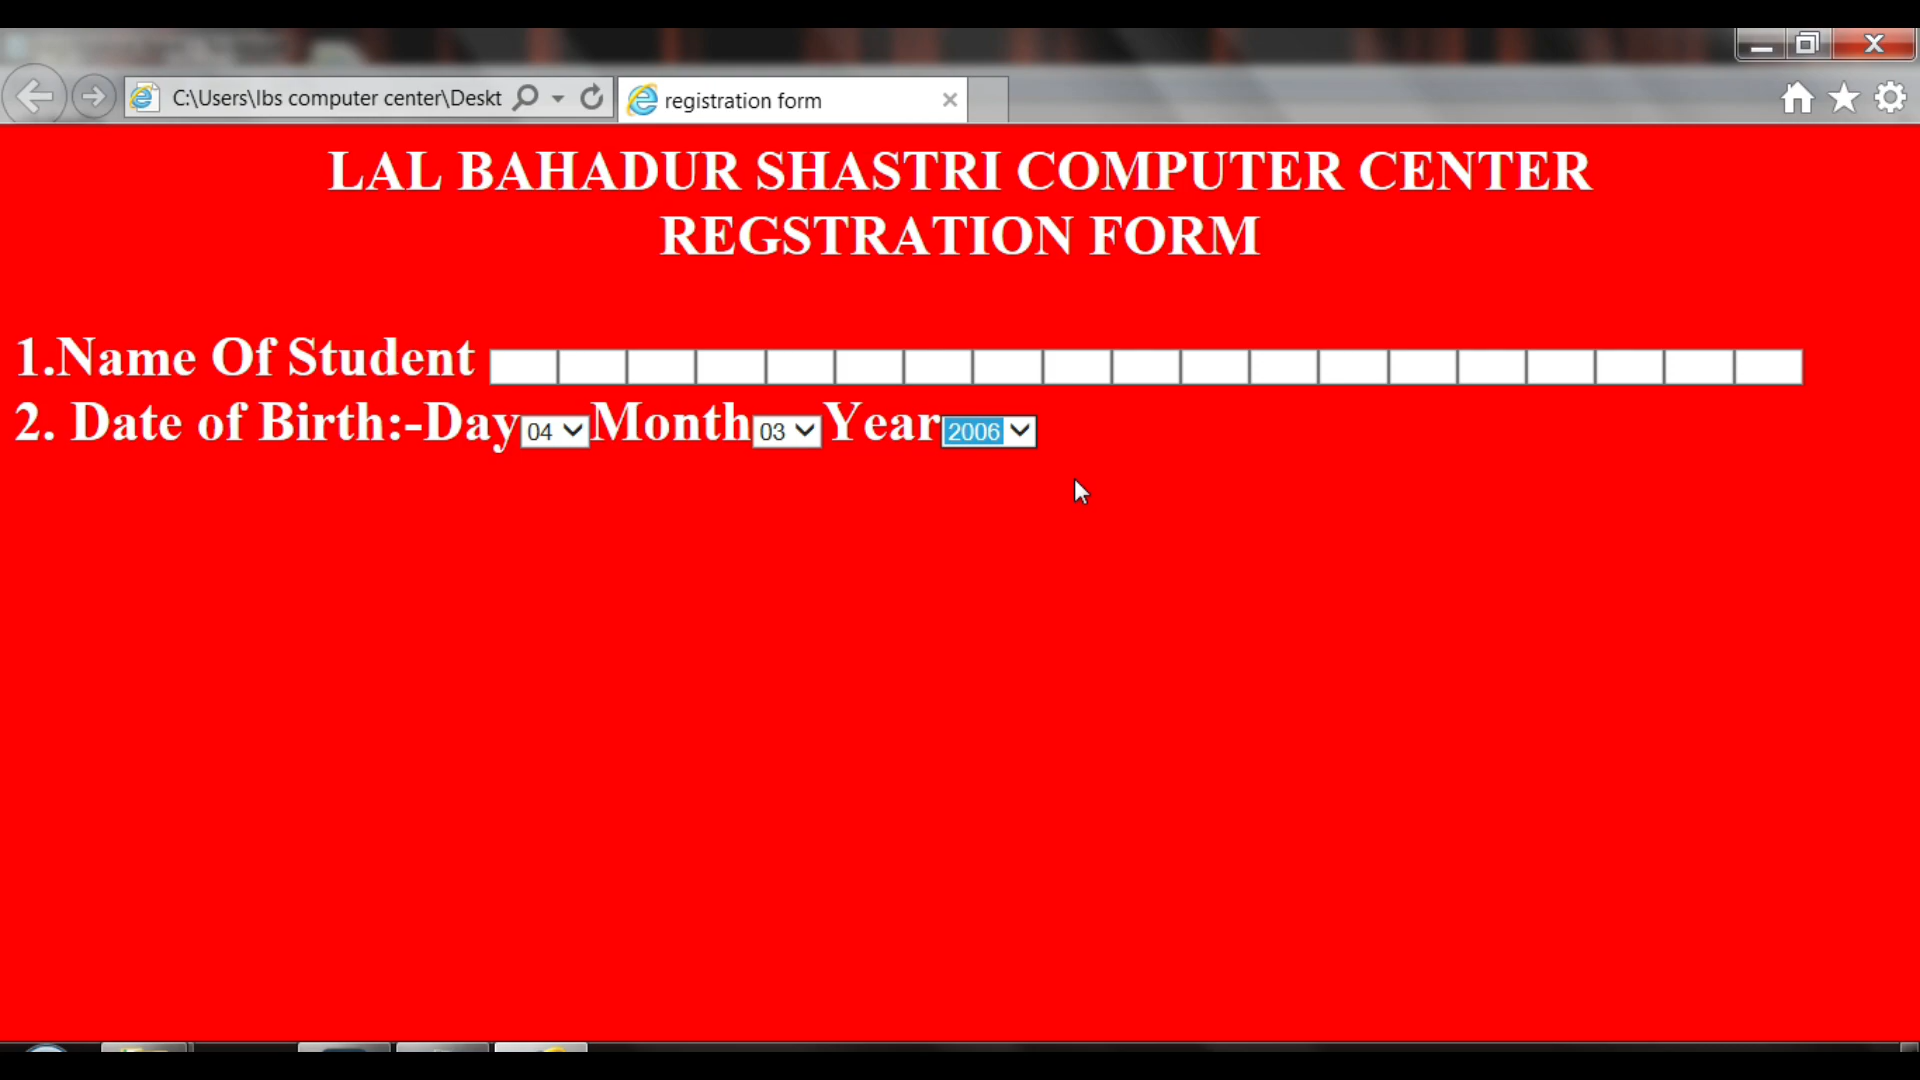 C:\Users\lbs computer center\Deskt
registration form
LAL BAHADUR SHASTRI COMPUTER CENTER
REGSTRATION FORM
1.Name Of Student
2. Date of Birth:-Day 04 Month 03 Year 2006